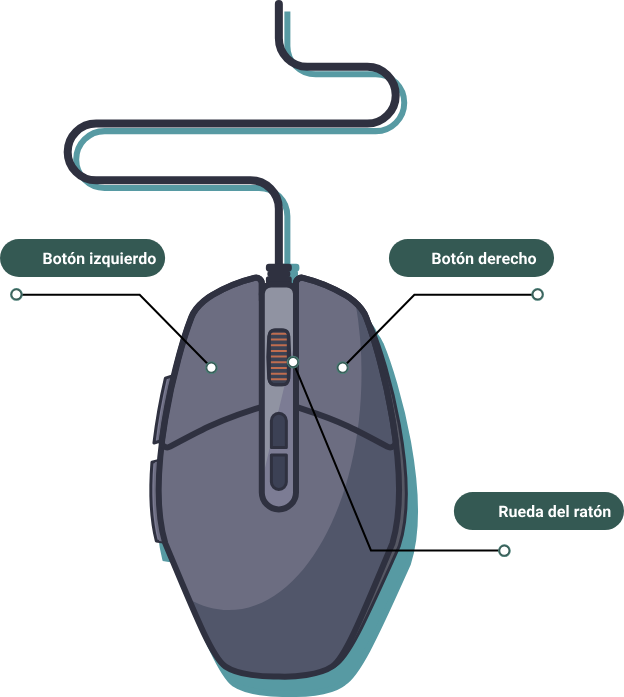 Botón izquierdo
Botón derecho
Rueda del ratón